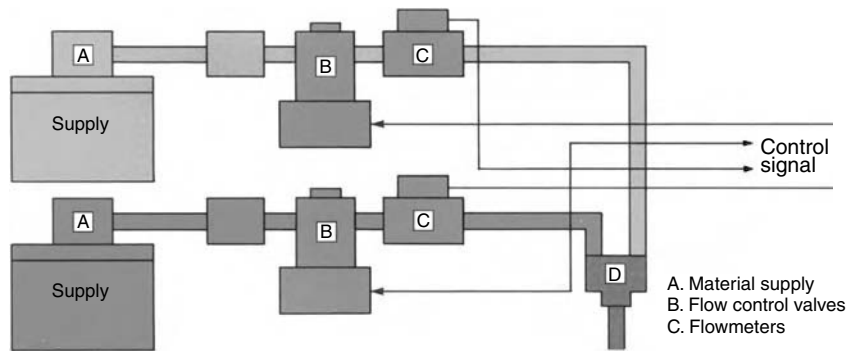 A
B
C
Supply
Control
signal
A
B
C
Supply
D
A. Material supply
B. Flow control valves
C. Flowmeters